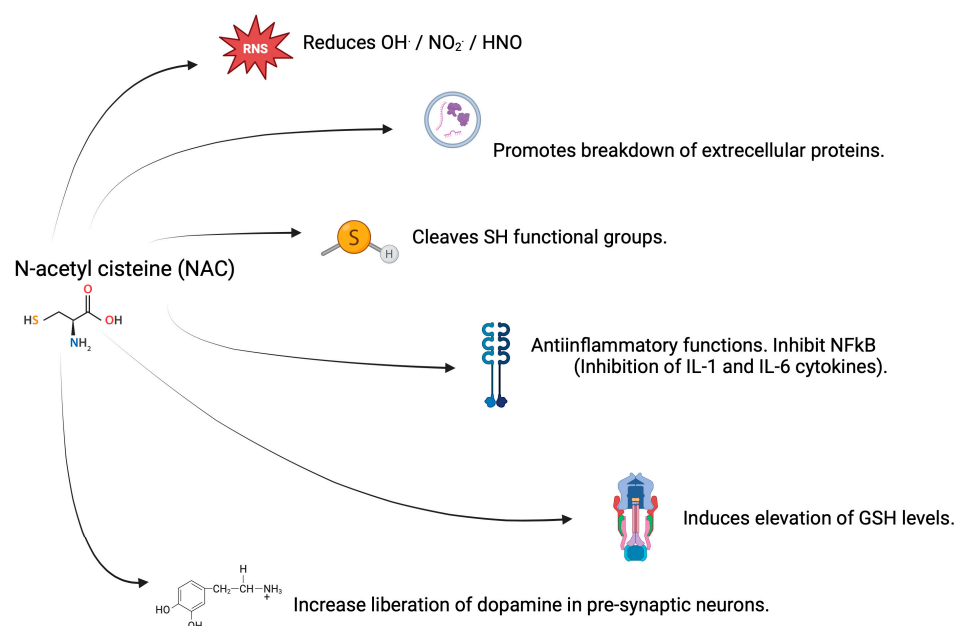 RNS
Reduces OH· / NO₂· / HNO
Promotes breakdown of extrecellular proteins.
S
H
Cleaves SH functional groups.
N-acetyl cisteine (NAC)
O
HS
OH
NH₂
Antiinflammatory functions. Inhibit NFkB
(Inhibition of IL-1 and IL-6 cytokines).
Induces elevation of GSH levels.
H
CH₂—CH—NH₃
+
HO
OH
Increase liberation of dopamine in pre-synaptic neurons.